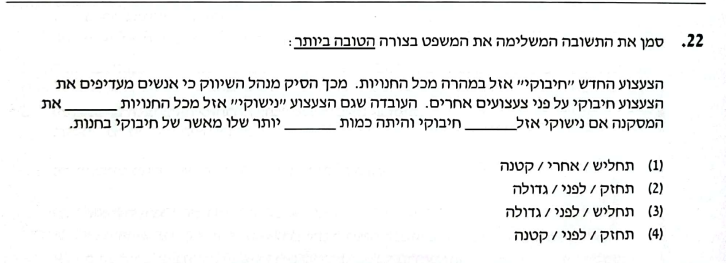 22. סמן את התשובה המשלימה את המשפט בצורה הטובה ביותר:
הצעצוע החדש "חיבוקי" אזל במהרה מכל החנויות. מכך הסיק מנהל השיווק כי אנשים מעדיפים את
הצעצוע חיבוקי על פני צעצועים אחרים. העובדה שגם הצעצוע "נישוקי" אזל מכל החנויות ______ את
המסקנה אם נישוקי אזל______ חיבוקי והיתה כמות ______ יותר שלו מאשר של חיבוקי בחנות.
(1) תחליש / אחרי / קטנה
(2) תחזק / לפני / גדולה
(3) תחליש / לפני / גדולה
(4) תחזק / לפני / קטנה